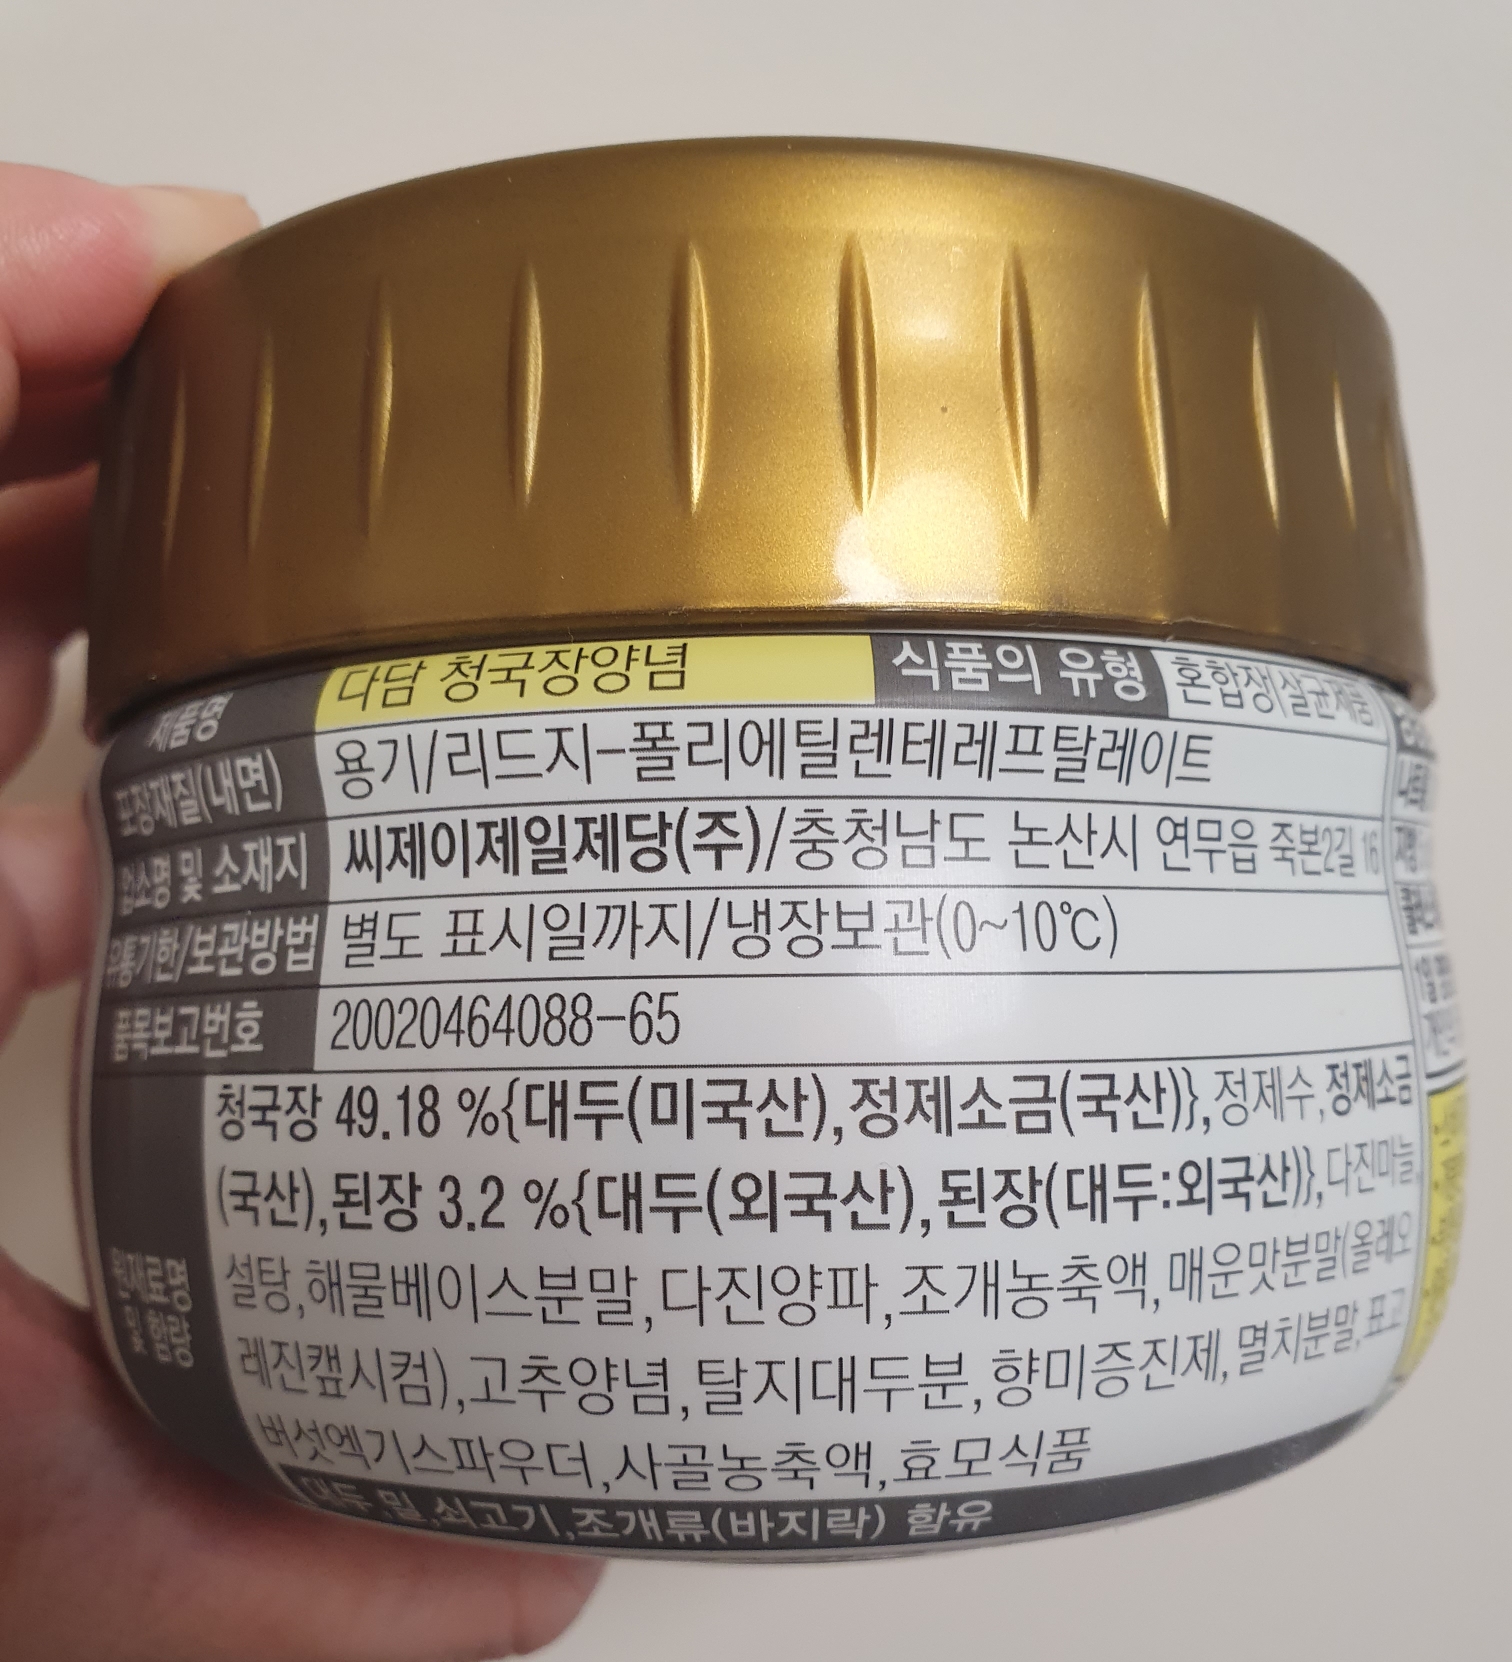 제품명 다담 청국장양념 식품의 유형 혼합장(살균제품)
포장재질(내면) 용기/리드지-폴리에틸렌테레프탈레이트
업소명 및 소재지 씨제이제일제당(주)/충청남도 논산시 연무읍 죽본2길 16
유통기한/보관방법 별도 표시일까지/냉장보관(0~10℃)
품목보고번호 20020464088-65
원재료명 및 함량
청국장 49.18 %{대두(미국산),정제소금(국산)},정제수,정제소금
(국산),된장 3.2 %{대두(외국산),된장(대두:외국산)},다진마늘,
설탕,해물베이스분말,다진양파,조개농축액,매운맛분말(올레오
레진캪시컴),고추양념,탈지대두분,향미증진제,멸치분말,표고
버섯엑기스파우더,사골농축액,효모식품
대두,밀,쇠고기,조개류(바지락) 함유